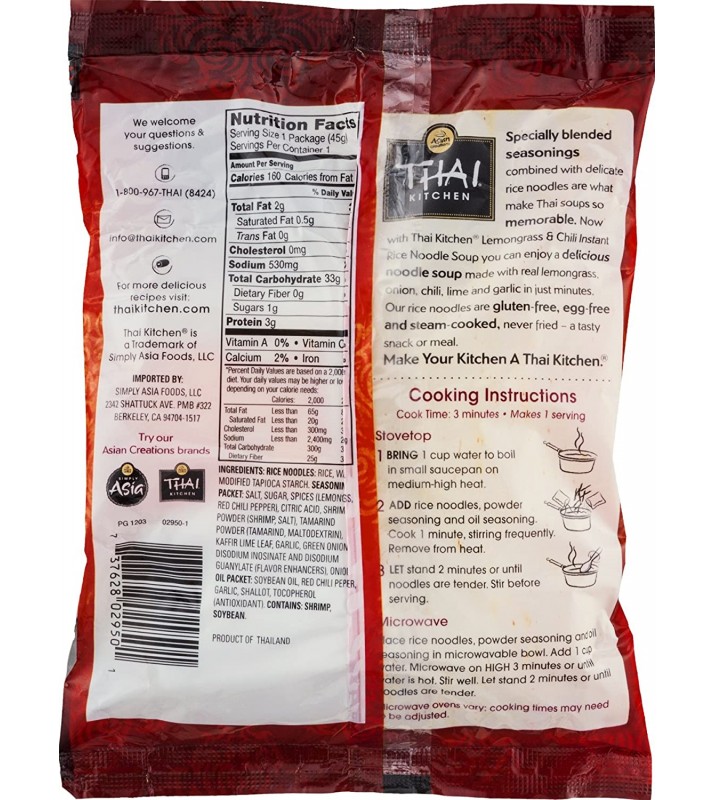 We welcome
your questions &
suggestions.
1-800-967-THAI (8424)
info@thaikitchen.com
For more delicious
recipes visit:
thaikitchen.com
Thai Kitchen® is
a Trademark of
Simply Asia Foods, LLC
IMPORTED BY:
SIMPLY ASIA FOODS, LLC
2342 SHATTUCK AVE. PMB #322
BERKELEY, CA 94704-1517
Try our
Asian Creations brands
SIMPLY
Asia
THAI
KITCHEN
PG 1203 02950-1
7 37628 02950 1
Nutrition Facts
Serving Size 1 Package (45g)
Servings Per Container 1
Amount Per Serving
Calories 160 Calories from Fat
% Daily Val
Total Fat 2g
Saturated Fat 0.5g
Trans Fat 0g
Cholesterol 0mg
Sodium 530mg
Total Carbohydrate 33g
Dietary Fiber 0g
Sugars 1g
Protein 3g
Vitamin A 0% • Vitamin C
Calcium 2% • Iron
*Percent Daily Values are based on a 2,000
diet. Your daily values may be higher or lo
depending on your calorie needs:
Calories: 2,000
Total Fat Less than 65g
Saturated Fat Less than 20g
Cholesterol Less than 300mg
Sodium Less than 2,400mg
Total Carbohydrate 300g
Dietary Fiber 25g
INGREDIENTS: RICE NOODLES: RICE, W
MODIFIED TAPIOCA STARCH. SEASONIN
PACKET: SALT, SUGAR, SPICES (LEMONGS,
RED CHILI PEPPER), CITRIC ACID, SHRIM
POWDER (SHRIMP, SALT), TAMARIND
POWDER (TAMARIND, MALTODEXTRIN),
KAFFIR LIME LEAF, GARLIC, GREEN ONION
DISODIUM INOSINATE AND DISODIUM
GUANYLATE (FLAVOR ENHANCERS), ONIO
OIL PACKET: SOYBEAN OIL, RED CHILI PEPER,
GARLIC, SHALLOT, TOCOPHEROL
(ANTIOXIDANT). CONTAINS: SHRIMP,
SOYBEAN.
PRODUCT OF THAILAND
Asian
THAI
KITCHEN
Specially blended
seasonings
combined with delicate
rice noodles are what
make Thai soups so
memorable. Now
with Thai Kitchen® Lemongrass & Chili Instant
Rice Noodle Soup you can enjoy a delicious
noodle soup made with real lemongrass,
onion, chili, lime and garlic in just minutes.
Our rice noodles are gluten-free, egg-free
and steam-cooked, never fried – a tasty
snack or meal.
Make Your Kitchen A Thai Kitchen.®
Cooking Instructions
Cook Time: 3 minutes • Makes 1 serving
Stovetop
1 BRING 1 cup water to boil
in small saucepan on
medium-high heat.
2 ADD rice noodles, powder
seasoning and oil seasoning.
Cook 1 minute, stirring frequently.
Remove from heat.
3 LET stand 2 minutes or until
noodles are tender. Stir before
serving.
Microwave
lace rice noodles, powder seasoning and oil
easoning in microwavable bowl. Add 1 cup
ater. Microwave on HIGH 3 minutes or until
ater is hot. Stir well. Let stand 2 minutes or until
oodles are tender.
icrowave ovens vary; cooking times may need
be adjusted.